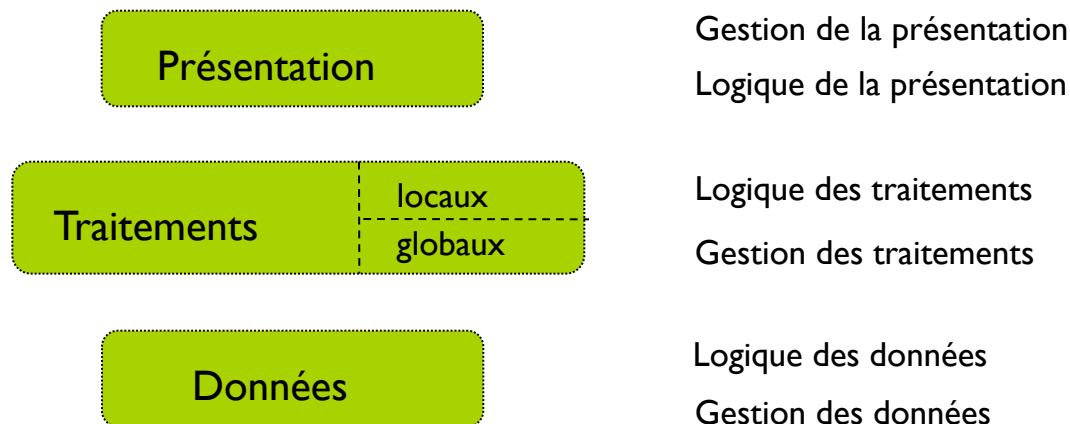 Présentation
Gestion de la présentation
Logique de la présentation
Traitements
locaux
globaux
Logique des traitements
Gestion des traitements
Données
Logique des données
Gestion des données